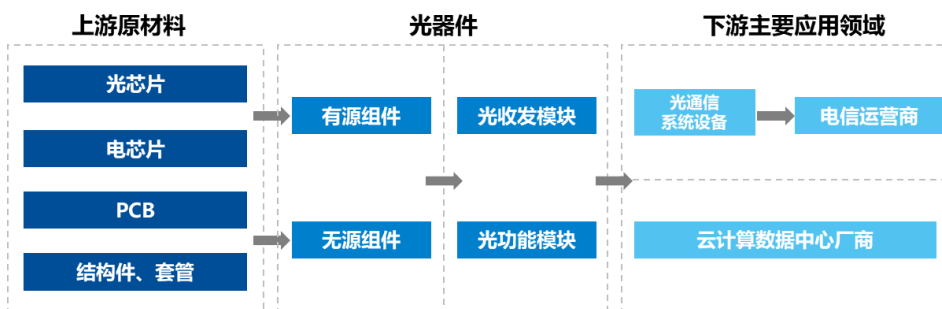 上游原材料
光芯片
电芯片
PCB
结构件、套管
光器件
有源组件
光收发模块
无源组件
光功能模块
下游主要应用领域
光通信
系统设备
电信运营商
云计算数据中心厂商